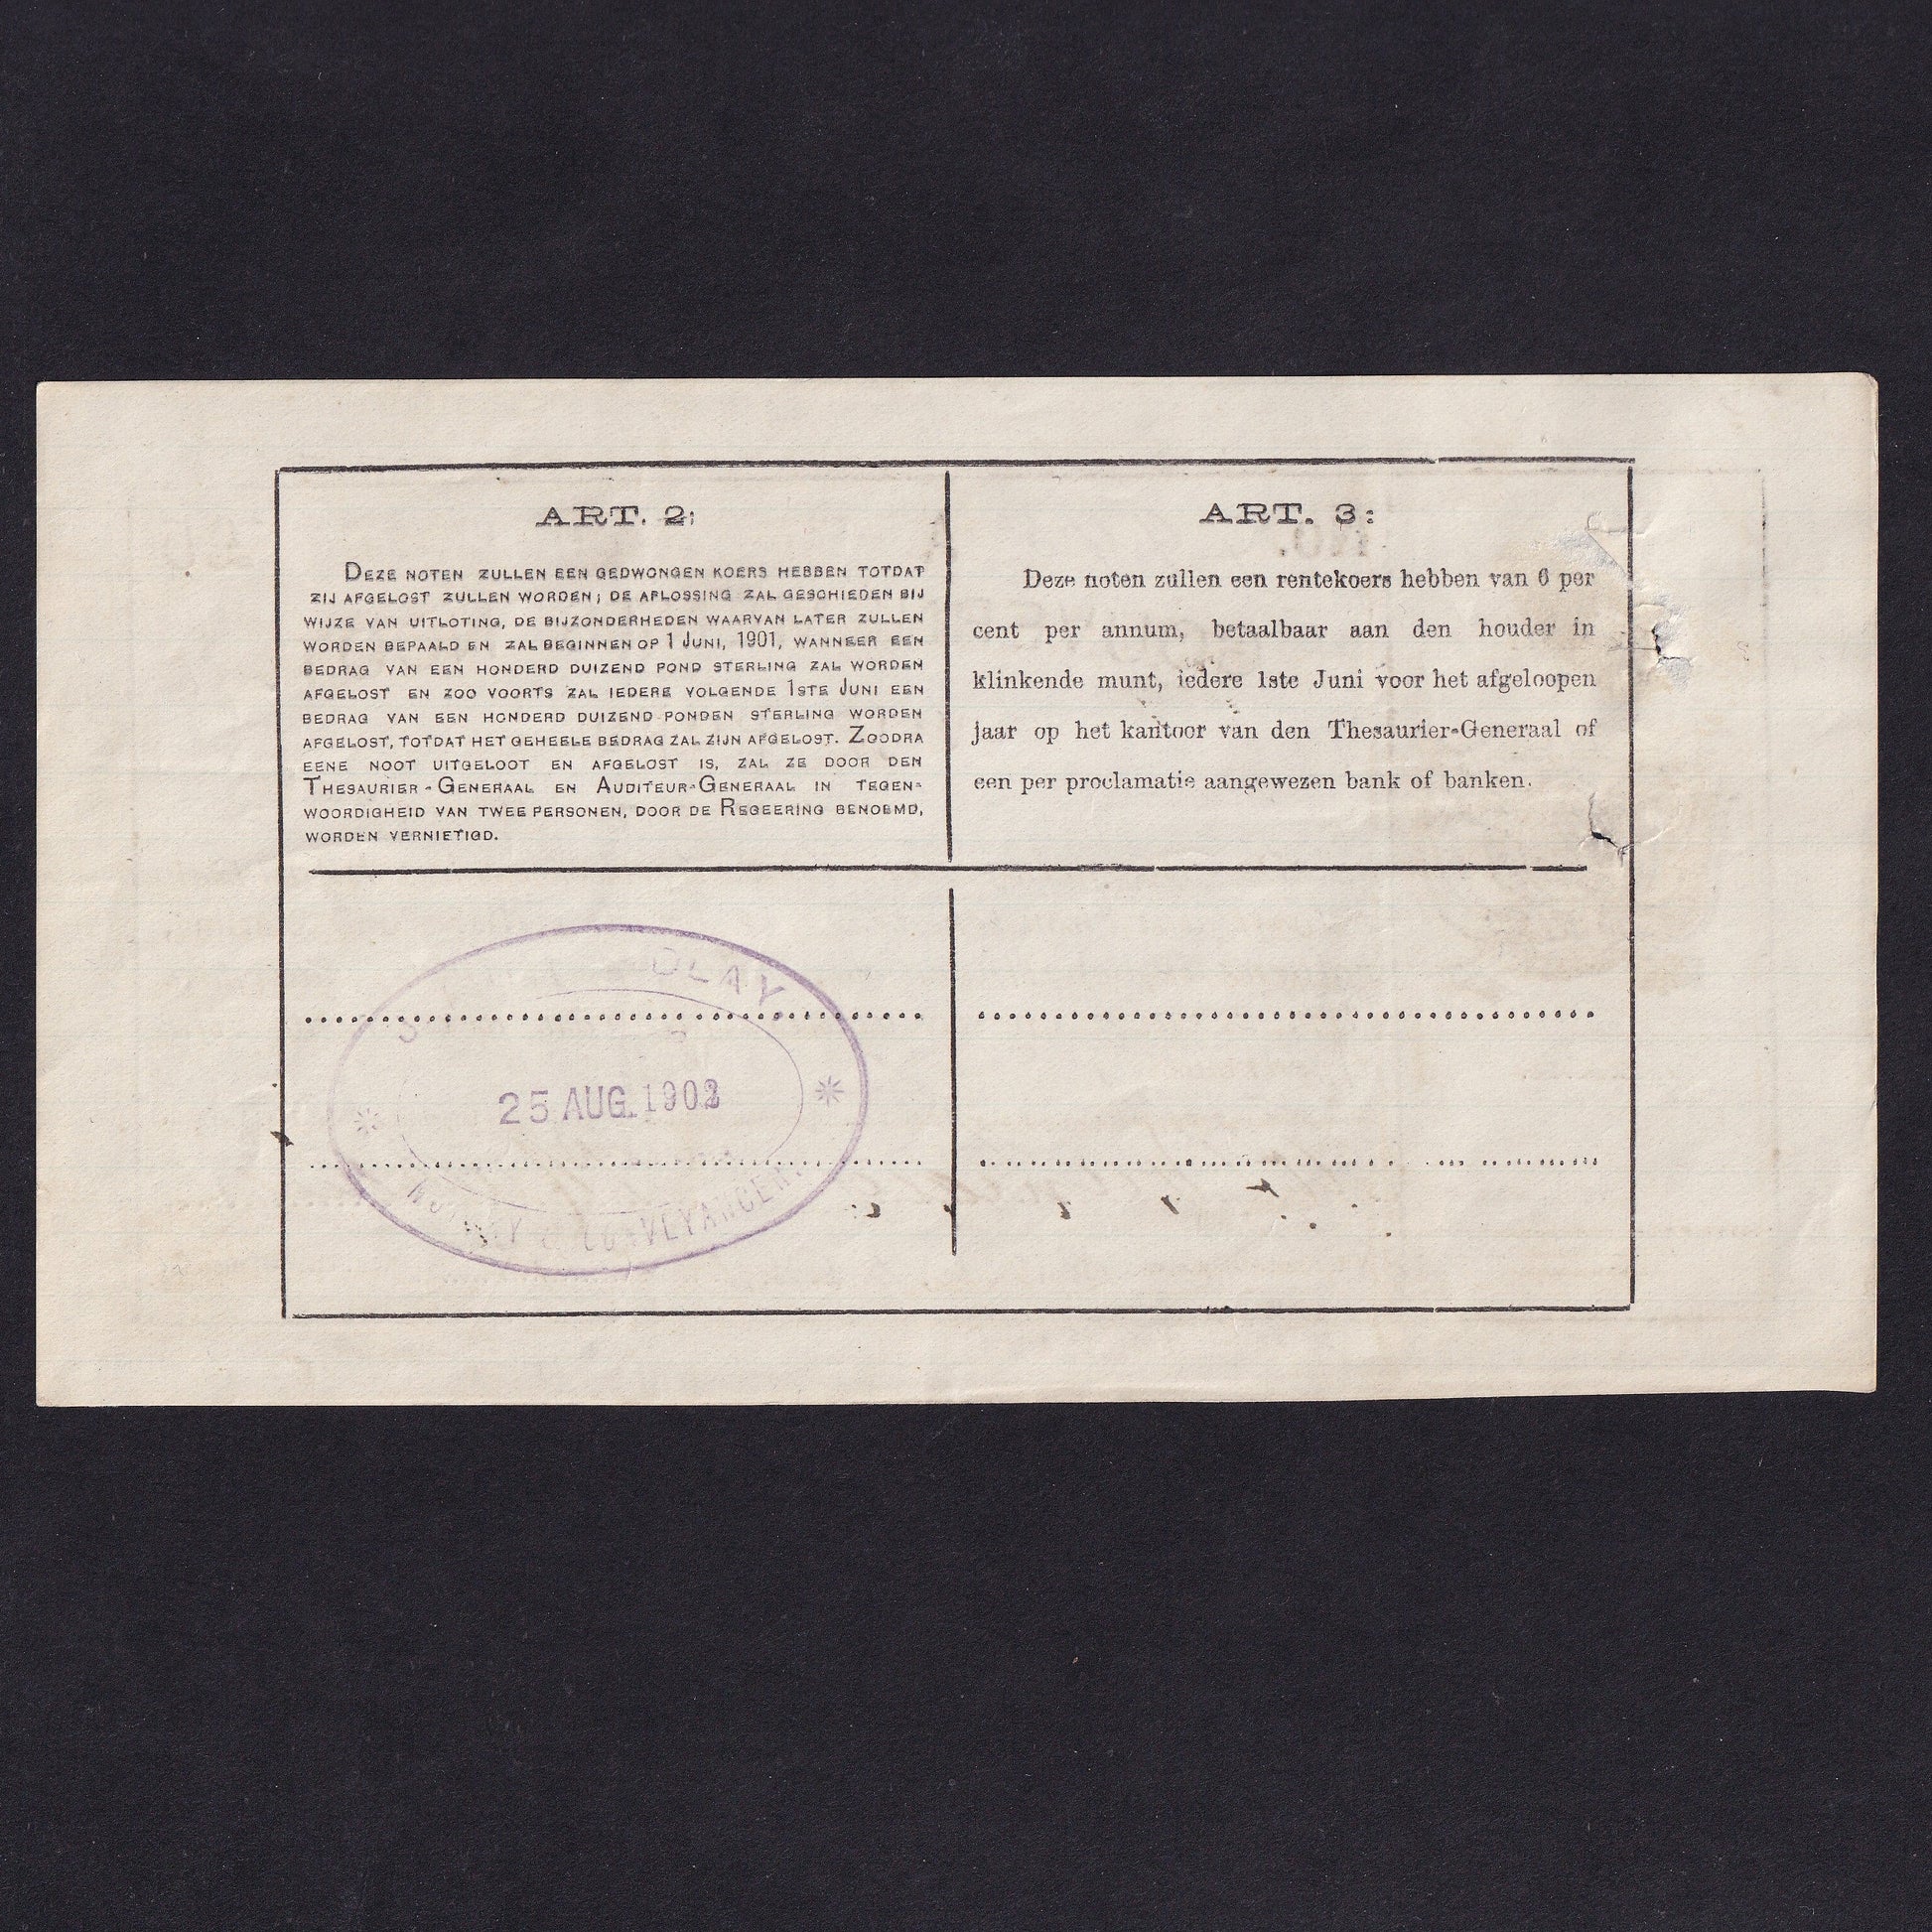 ART. 2:
DEZE NOTEN ZULLEN EEN GEDWONGEN KOERS HEBBEN TOTDAT
ZIJ AFGELOST ZULLEN WORDEN; DE AFLOSSING ZAL GESCHIEDEN BIJ
WIJZE VAN UITLOTING, DE BIJZONDERHEDEN WAARVAN LATER ZULLEN
WORDEN BEPAALD EN ZAL BEGINNEN OP 1 JUNI, 1901, WANNEER EEN
BEDRAG VAN EEN HONDERD DUIZEND POND STERLING ZAL WORDEN
AFGELOST EN ZOO VOORTS ZAL IEDERE VOLGENDE 1STE JUNI EEN
BEDRAG VAN EEN HONDERD DUIZEND PONDEN STERLING WORDEN
AFGELOST, TOTDAT HET GEHEELE BEDRAG ZAL ZIJN AFGELOST. ZOODRA
EENE NOOT UITGELOOT EN AFGELOST IS, ZAL ZE DOOR DEN
THESAURIER-GENERAAL EN AUDITEUR-GENERAAL IN TEGEN-
WOORDIGHEID VAN TWEE PERSONEN, DOOR DE REGEERING BENOEMD,
WORDEN VERNIETIGD.
ART. 3:
Deze noten zullen een rentekoers hebben van 6 per
cent per annum, betaalbaar aan den houder in
klinkende munt, iedere 1ste Juni voor het afgeloopen
jaar op het kantoor van den Thesaurier-Generaal of
een per proclamatie aangewezen bank of banken.
25 AUG. 1902
NOTARY & CONVEYANCER